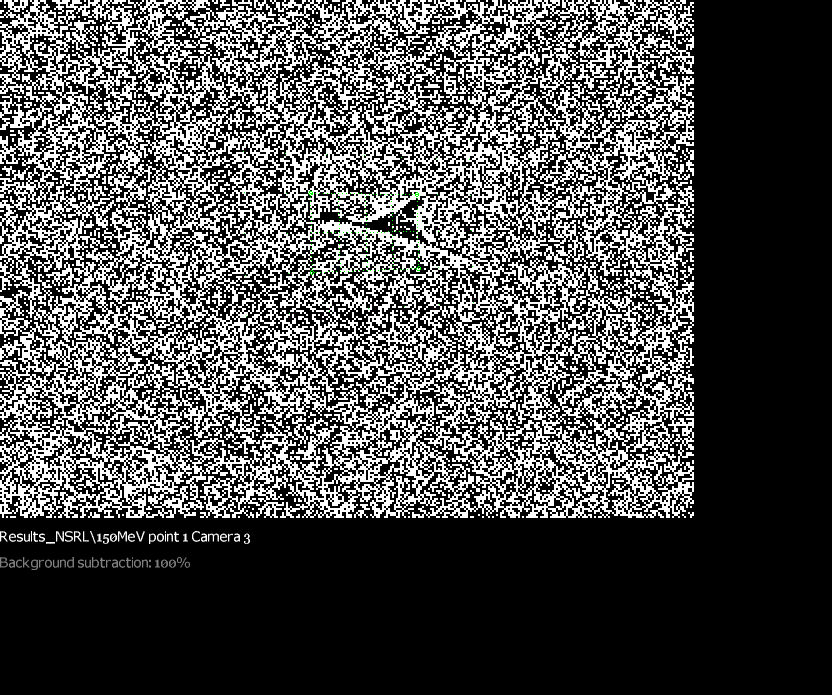 Results_NSRL\150MeV point 1 Camera 3
Background subtraction: 100%